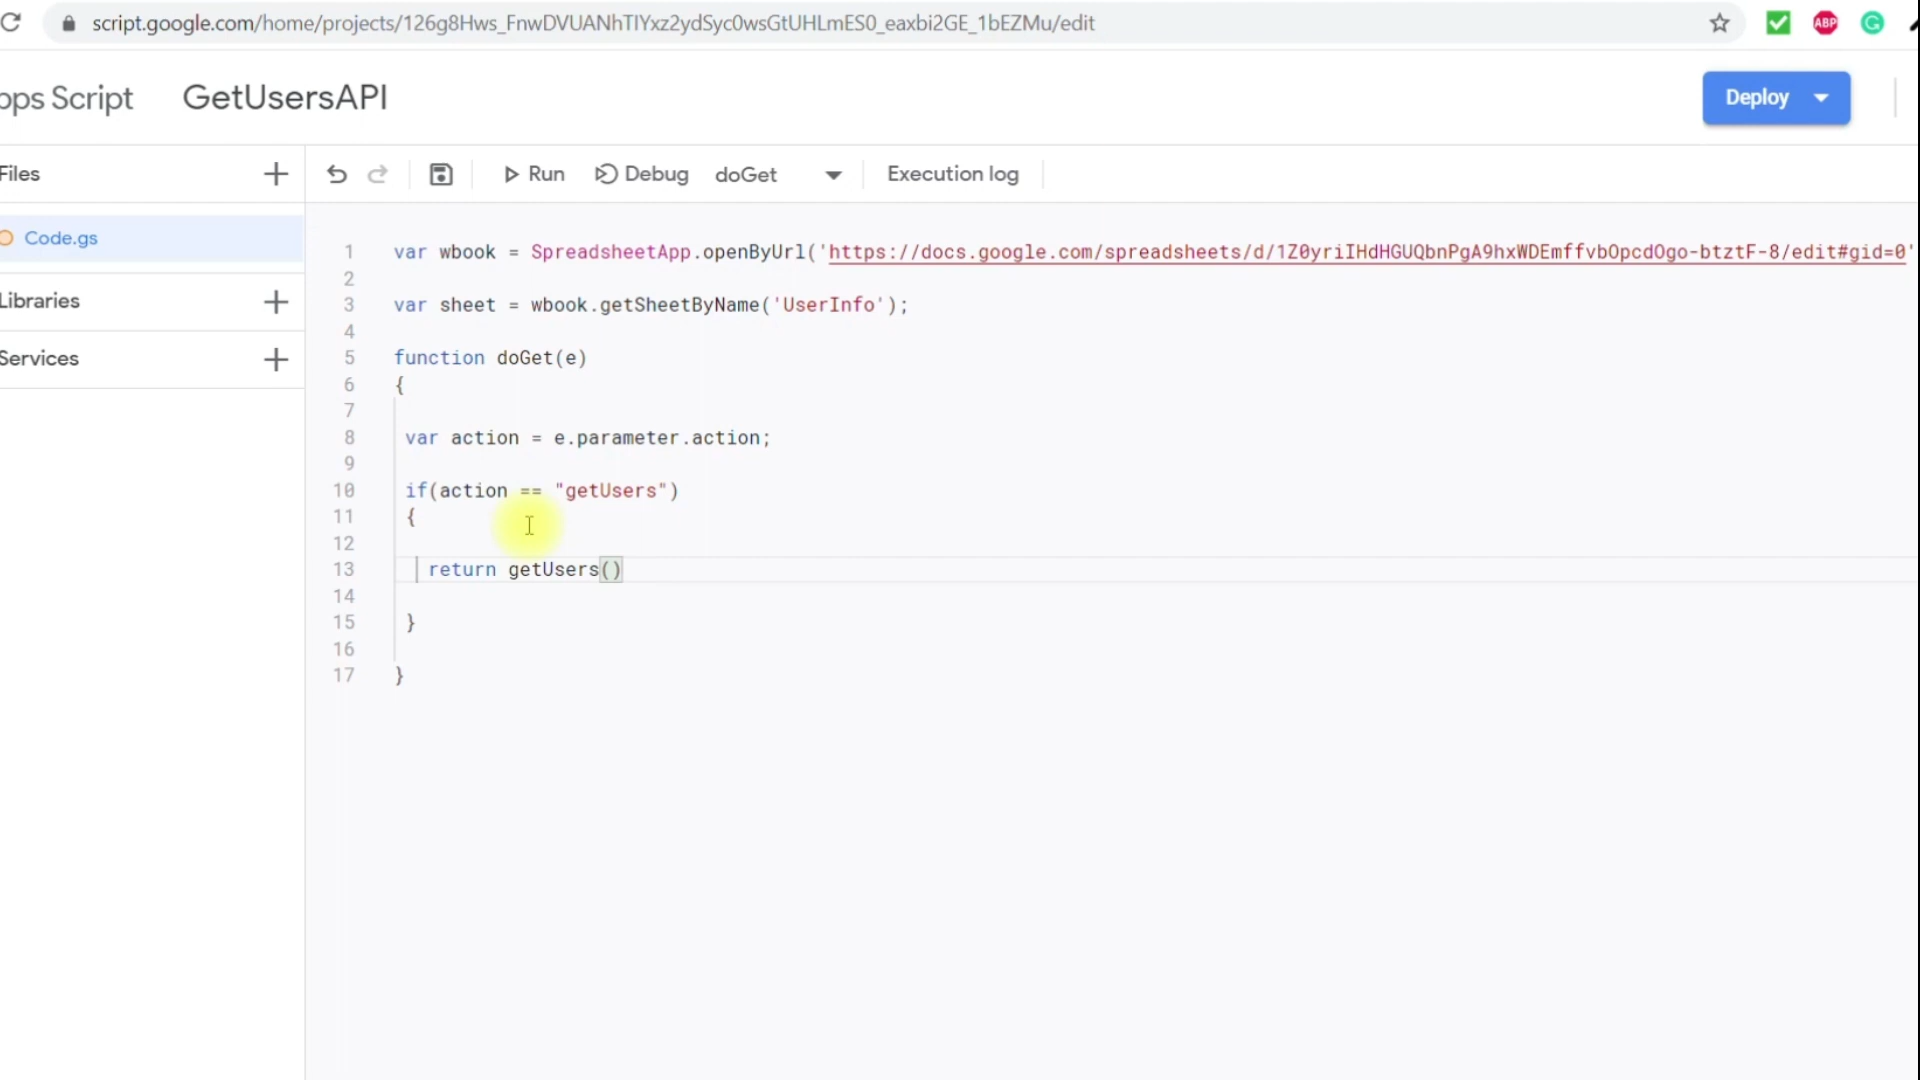 script.google.com/home/projects/126g8Hws_FnwDVUANhTIYxz2ydSyc0wsGtUHLmES0_eaxbi2GE_1bEZMu/edit
ABP
G
pps Script GetUsersAPI
Deploy
Files
Run Debug doGet Execution log
Code.gs
Libraries
Services
1 var wbook = SpreadsheetApp.openByUrl('https://docs.google.com/spreadsheets/d/1Z0yriIHdHGUQbnPgA9hxWDEmffvbOpcdOgo-btztF-8/edit#gid=0'
2
3 var sheet = wbook.getSheetByName('UserInfo');
4
5 function doGet(e)
6 {
7
8 var action = e.parameter.action;
9
10 if(action == "getUsers")
11 {
12
13 return getUsers()
14
15 }
16
17 }